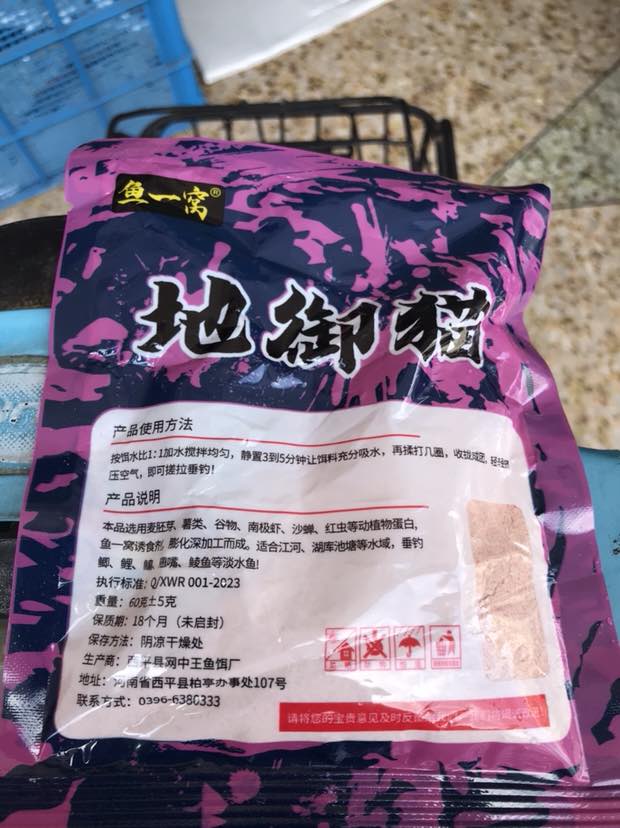 鱼一窝®
地御猫
产品使用方法
按饵水比1:1加水搅拌均匀，静置3到5分钟让饵料充分吸水，再揉打几圈，收拢成团，轻
压空气，即可搓拉垂钓！
产品说明
本品选用麦胚芽、薯类、谷物、南极虾、沙蝉、红虫等动植物蛋白，
鱼一窝诱食剂，膨化深加工而成。适合江河、湖库池塘等水域，垂钓
鲫、鲤、鳊、翘嘴、鲮鱼等淡水鱼！
执行标准：Q/XWR 001-2023
重量：60克±5克
保质期：18个月（未启封）
保存方法：阴凉干燥处
生产商：西平县网中王鱼饵厂
地址：河南省西平县柏亭办事处107号
联系方式：0396-6380333
请将您的宝贵意见及时反